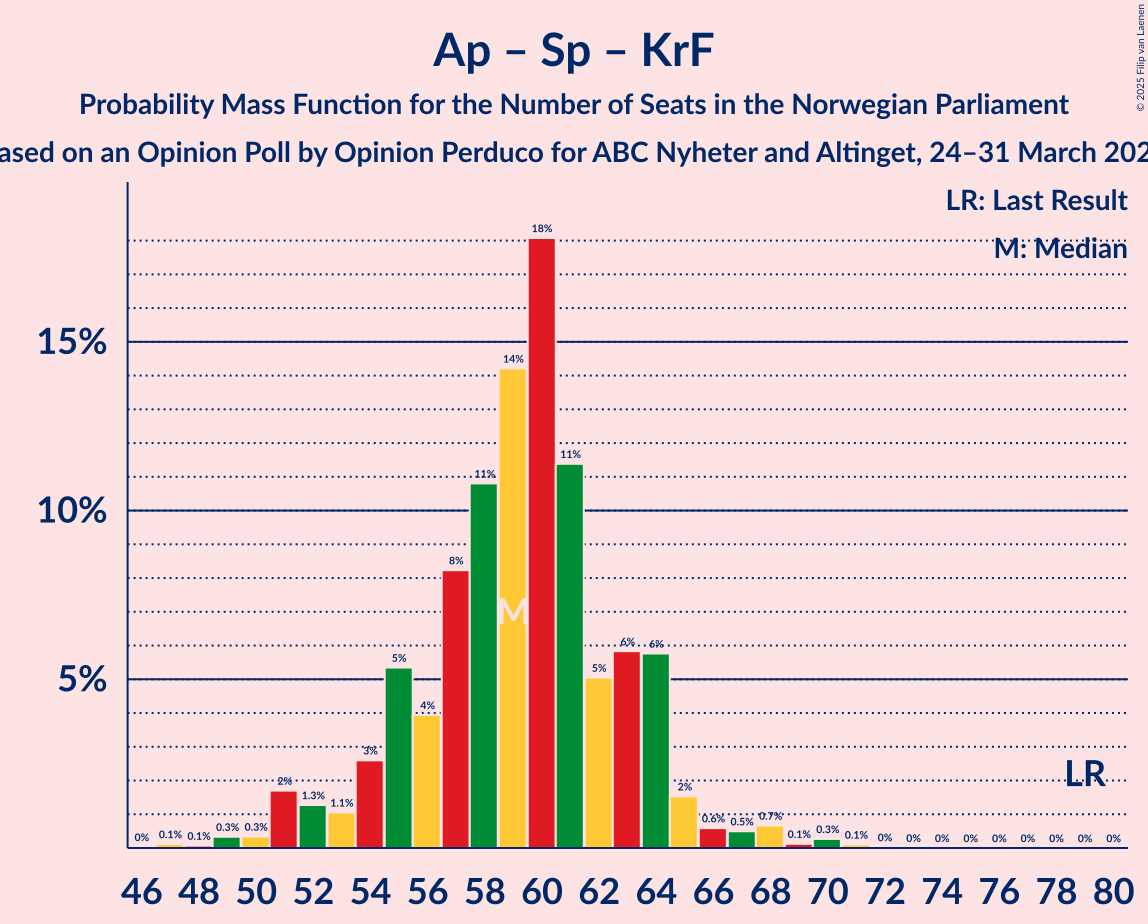 Ap – Sp – KrF
Probability Mass Function for the Number of Seats in the Norwegian Parliament
on an Opinion Poll by Opinion Perduco for ABC Nyheter and Altinget, 24–31 March
© 2025 Filip van Laenen
LR: Last Result
M: Median
15%
10%
5%
0% 0.1% 0.1% 0.3% 0.3% 2% 1.3% 1.1% 3% 5% 4% 8% 11% 14% 18% 11% 5% 6% 6% 2% 0.6% 0.5% 0.7% 0.1% 0.3% 0.1% 0% 0% 0% 0% 0% 0% 0% 0% 0%
M
LR
46 48 50 52 54 56 58 60 62 64 66 68 70 72 74 76 78 80